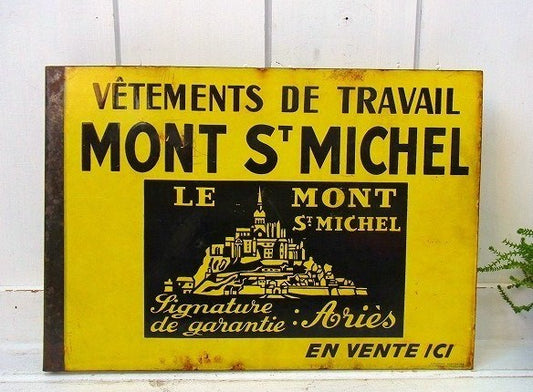 VÊTEMENTS DE TRAVAIL
MONT ST MICHEL
LE MONT
ST MICHEL
Signature
de garantie : Ariès
EN VENTE ICI